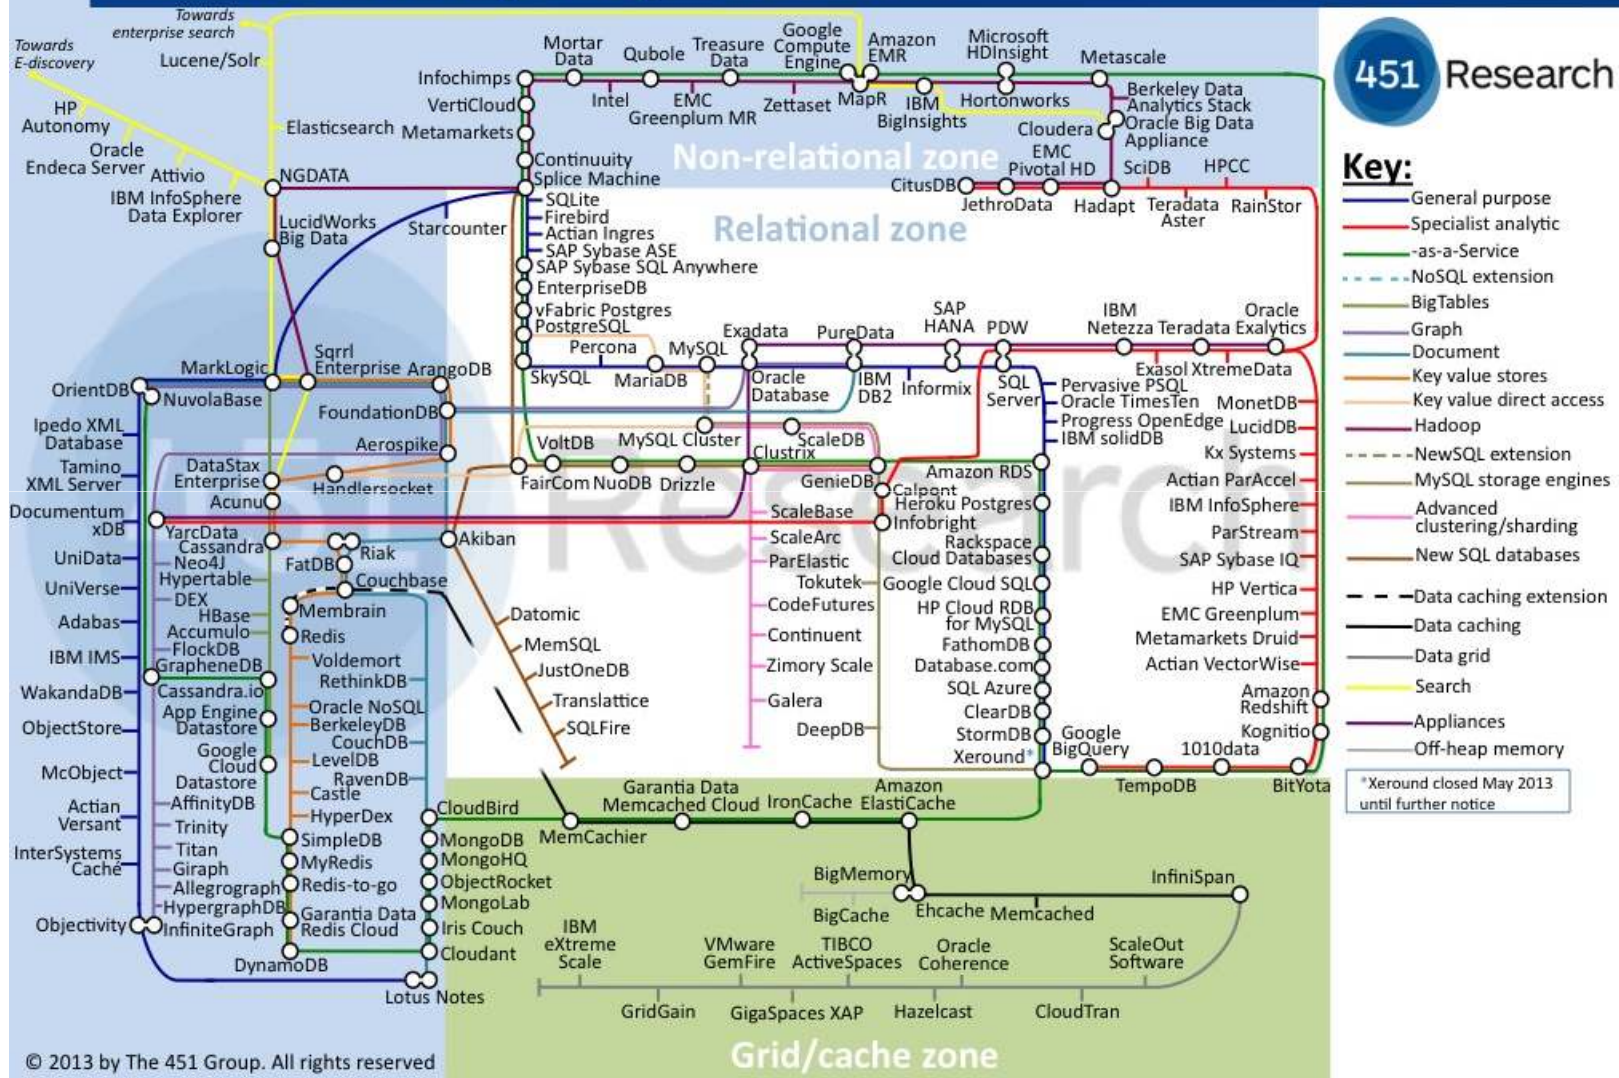 Towards
enterprise search
Towards
E-discovery
Lucene/Solr
HP
Autonomy
Oracle
Endeca Server
Attivio
IBM InfoSphere
Data Explorer
Elasticsearch
NGDATA
LucidWorks
Big Data
Starcounter
Infochimps
VertiCloud
Metamarkets
Continuity
Splice Machine
Mortar
Data
Qubole
Treasure
Data
Google
Compute
Engine
Amazon
EMR
Microsoft
HDInsight
Metascale
Intel
EMC
Greenplum MR
Zettaset
MapR
IBM
BigInsights
Hortonworks
Berkeley Data
Analytics Stack
Oracle Big Data
Appliance
Cloudera
Non-relational zone
EMC
Pivotal HD
SciDB
HPCC
CitusDB
JethroData
Hadapt
Teradata
Aster
RainStor
Relational zone
SQLite
Firebird
Actian Ingres
SAP Sybase ASE
SAP Sybase SQL Anywhere
EnterpriseDB
vFabric Postgres
PostgreSQL
Percona
SkySQL
MariaDB
MySQL
Exadata
PureData
SAP
HANA
PDW
IBM
Netezza
Teradata
Oracle
Exalytics
Oracle
Database
IBM
DB2
Informix
SQL
Server
Exasol
XtremeData
Pervasive PSQL
Oracle TimesTen
Progress OpenEdge
IBM solidDB
MonetDB
LucidDB
Kx Systems
Actian ParAccel
IBM InfoSphere
ParStream
SAP Sybase IQ
HP Vertica
EMC Greenplum
Metamarkets Druid
Actian VectorWise
Amazon
Redshift
Kognitio
MarkLogic
Sqrrl
Enterprise
ArangoDB
OrientDB
NuvolaBase
FoundationDB
Aerospike
Ipedo XML
Database
Tamino
XML Server
Documentum
xDB
UniData
UniVerse
Adabas
IBM IMS
WakandaDB
ObjectStore
McObject
Actian
Versant
InterSystems
Caché
Objectivity
DataStax
Enterprise
Handlersocket
Acunu
YarcData
Cassandra
Neo4J
Hypertable
DEX
HBase
Accumulo
FlockDB
GrapheneDB
Riak
FatDB
Couchbase
Akiban
Membrain
Redis
Voldemort
RethinkDB
Oracle NoSQL
BerkeleyDB
CouchDB
LevelDB
RavenDB
Castle
HyperDex
Cassandra.io
App Engine
Datastore
Google
Cloud
Datastore
AffinityDB
Trinity
Titan
Giraph
Allegrograph
HypergraphDB
InfiniteGraph
SimpleDB
MyRedis
Redis-to-go
Garantia Data
Redis Cloud
DynamoDB
CloudBird
MongoDB
MongoHQ
ObjectRocket
MongoLab
Iris Couch
Cloudant
Lotus Notes
VoltDB
MySQL Cluster
ScaleDB
Clustrix
FairCom
NuoDB
Drizzle
GenieDB
Calpont
Infobright
Amazon RDS
Heroku Postgres
Rackspace
Cloud Databases
Google Cloud SQL
HP Cloud RDB
for MySQL
FathomDB
Database.com
SQL Azure
ClearDB
StormDB
Xeround*
ScaleBase
ScaleArc
ParElastic
Tokutek
CodeFutures
Continuent
Zimory Scale
Galera
DeepDB
Datomic
MemSQL
JustOneDB
Translattice
SQLFire
Google
BigQuery
1010data
TempoDB
BitYota
Garantia Data
Memcached Cloud
IronCache
Amazon
ElastiCache
MemCachier
BigMemory
BigCache
Ehcache
Memcached
InfiniSpan
IBM
eXtreme
Scale
VMware
GemFire
TIBCO
ActiveSpaces
Oracle
Coherence
ScaleOut
Software
GridGain
GigaSpaces XAP
Hazelcast
CloudTran
Grid/cache zone
© 2013 by The 451 Group. All rights reserved
451 Research
451 Research
Key:
General purpose
Specialist analytic
-as-a-Service
NoSQL extension
BigTables
Graph
Document
Key value stores
Key value direct access
Hadoop
NewSQL extension
MySQL storage engines
Advanced
clustering/sharding
New SQL databases
Data caching extension
Data caching
Data grid
Search
Appliances
Off-heap memory
*Xeround closed May 2013
until further notice